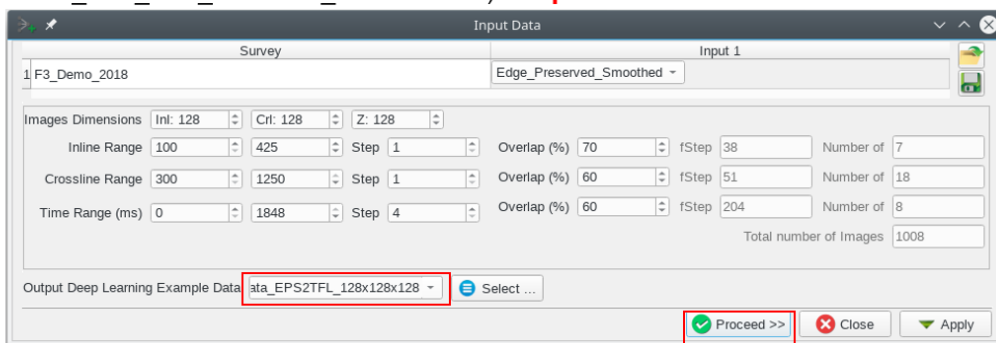 Input Data
Survey Input 1
1 F3_Demo_2018 Edge_Preserved_Smoothed
Images Dimensions Inl: 128 Crl: 128 Z: 128
Inline Range 100 425 Step 1 Overlap (%) 70 fStep 38 Number of 7
Crossline Range 300 1250 Step 1 Overlap (%) 60 fStep 51 Number of 18
Time Range (ms) 0 1848 Step 4 Overlap (%) 60 fStep 204 Number of 8
Total number of Images 1008
Output Deep Learning Example Data ata_EPS2TFL_128x128x128 Select ...
Proceed >> Close Apply